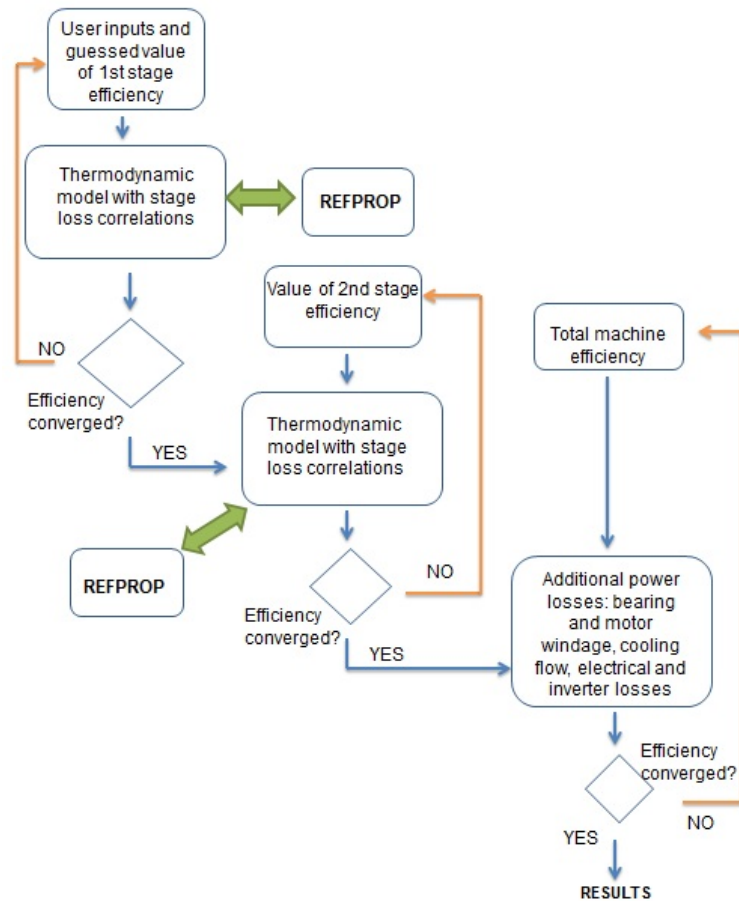 User inputs and
guessed value
of 1st stage
efficiency
Thermodynamic
model with stage
loss correlations
REFPROP
NO
Efficiency
converged?
YES
Value of 2nd stage
efficiency
Thermodynamic
model with stage
loss correlations
REFPROP
NO
Efficiency
converged?
YES
Total machine
efficiency
Additional power
losses: bearing
and motor
windage, cooling
flow, electrical and
inverter losses
Efficiency
converged?
NO
YES
RESULTS